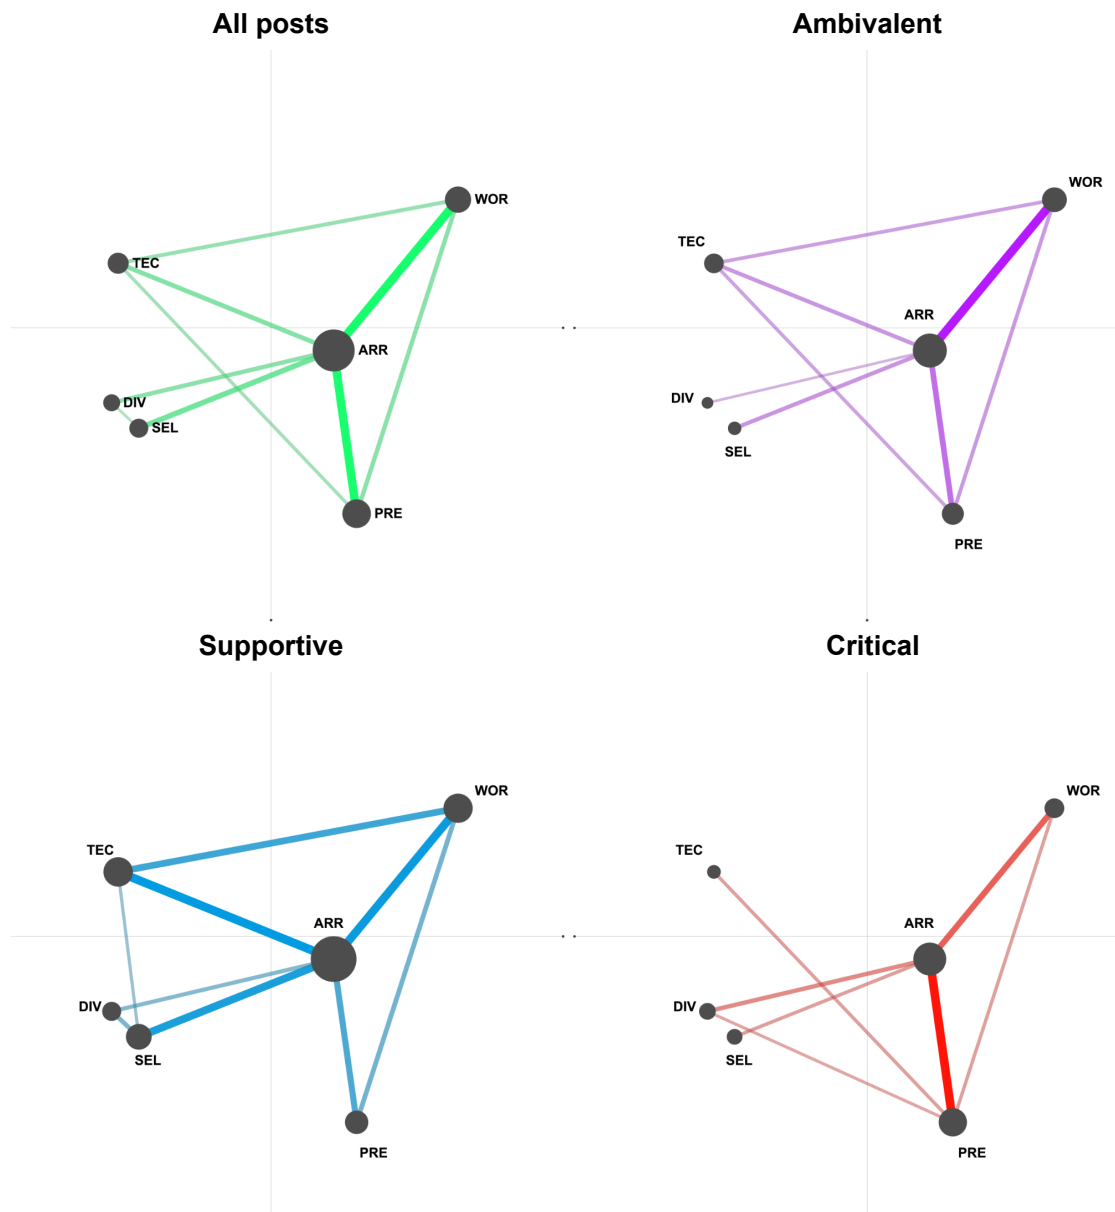 All posts
WOR
TEC
ARR
DIV
SEL
PRE
Ambivalent
WOR
TEC
ARR
DIV
SEL
PRE
Supportive
WOR
TEC
ARR
DIV
SEL
PRE
Critical
WOR
TEC
ARR
DIV
SEL
PRE